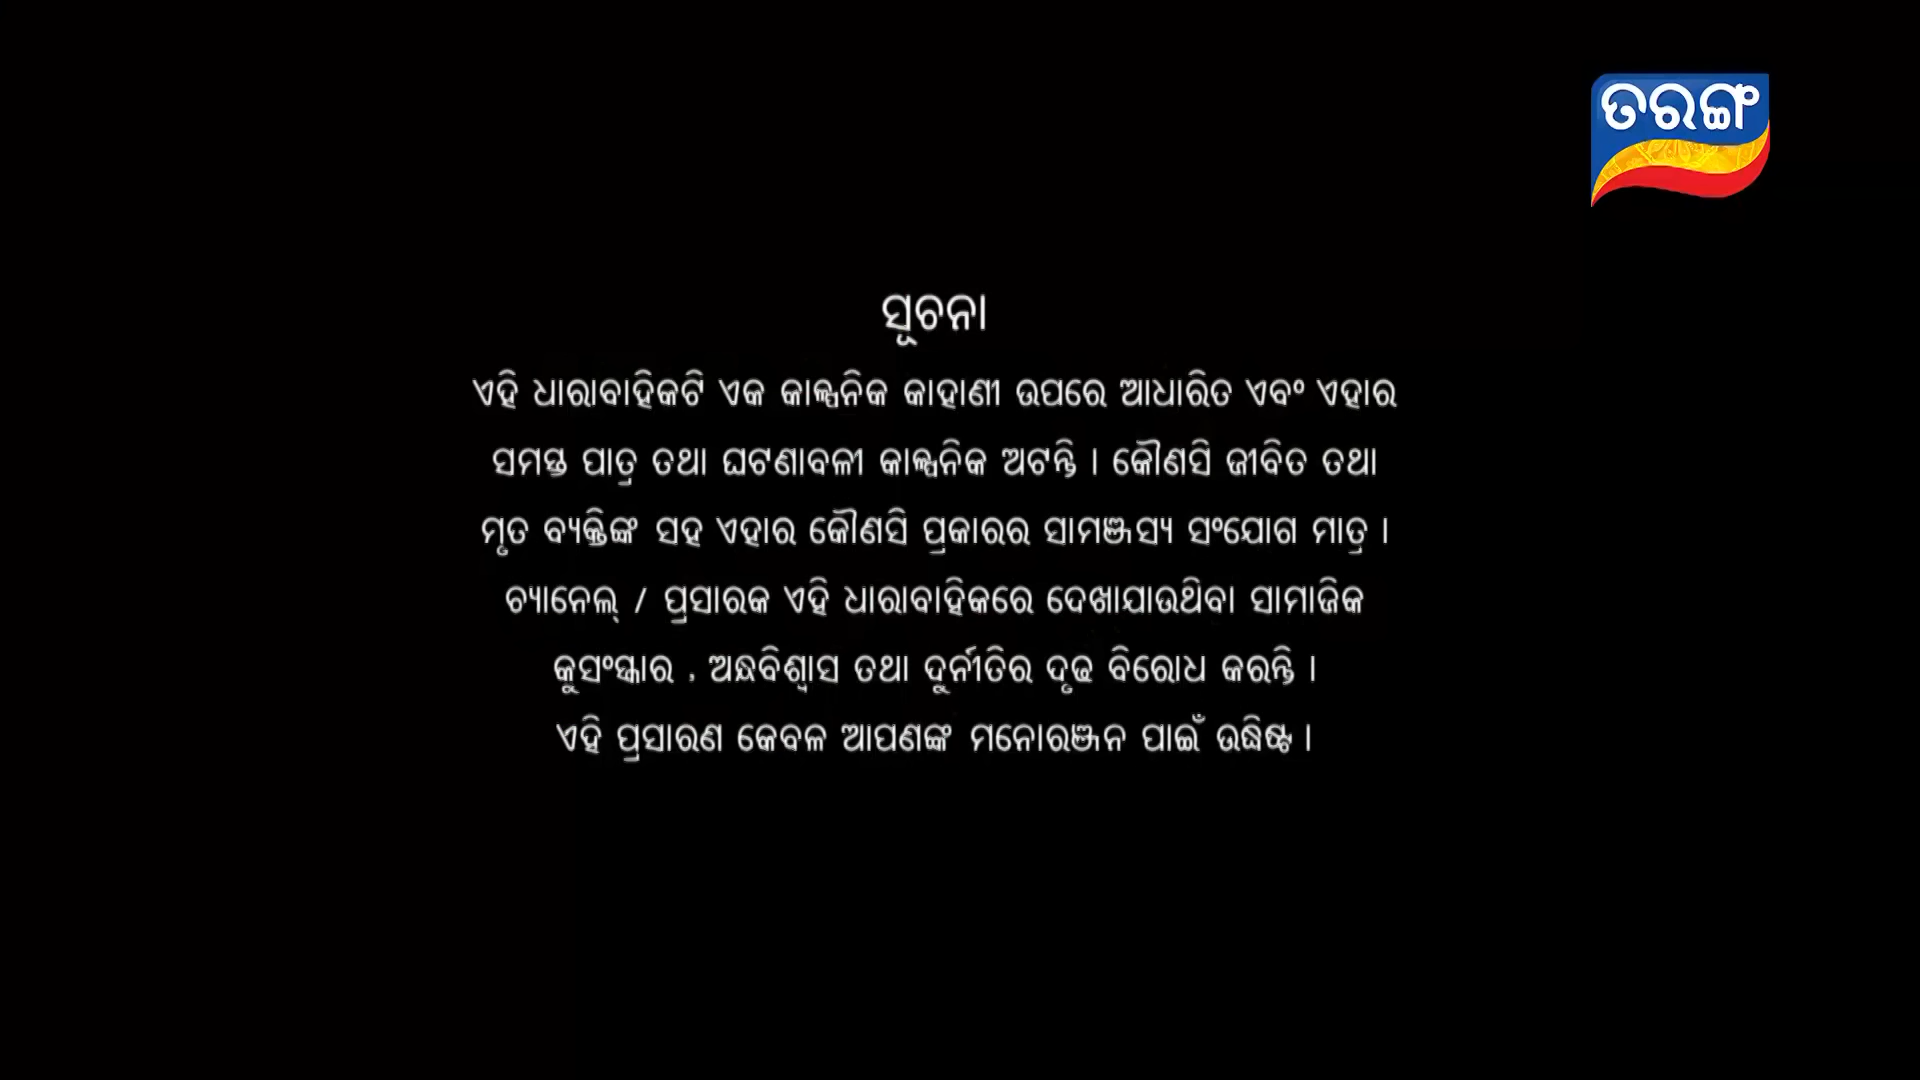 ତରଙ୍ଗ
ସୂଚନା
ଏହି ଧାରାବାହିକଟି ଏକ କାଳ୍ପନିକ କାହାଣୀ ଉପରେ ଆଧାରିତ ଏବଂ ଏହାର
ସମସ୍ତ ପାତ୍ର ତଥା ଘଟଣାବଳୀ କାଳ୍ପନିକ ଅଟନ୍ତି । କୌଣସି ଜୀବିତ ତଥା
ମୃତ ବ୍ୟକ୍ତିଙ୍କ ସହ ଏହାର କୌଣସି ପ୍ରକାରର ସାମଞ୍ଜସ୍ୟ ସଂଯୋଗ ମାତ୍ର ।
ଚ୍ୟାନେଲ୍ / ପ୍ରସାରକ ଏହି ଧାରାବାହିକରେ ଦେଖାଯାଉଥିବା ସାମାଜିକ
କୁସଂସ୍କାର , ଅନ୍ଧବିଶ୍ୱାସ ତଥା ଦୁର୍ନୀତିର ଦୃଢ ବିରୋଧ କରନ୍ତି ।
ଏହି ପ୍ରସାରଣ କେବଳ ଆପଣଙ୍କ ମନୋରଞ୍ଜନ ପାଇଁ ଉଦ୍ଧିଷ୍ଟ ।